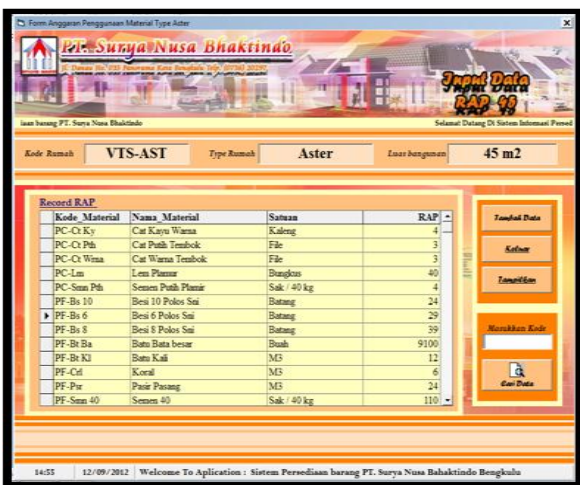 Form Anggaran Penggunaan Material Type Aster
PT. Surya Nusa Bhaktindo
Input Data
RAP 45
iaan barang PT. Surya Nusa Bhaktindo
Selamat Datang Di Sistem Informasi Persed
Kode Rumah VTS-AST Type Rumah Aster Luas bangunan 45 m2
Record RAP
Kode_Material Nama_Material Satuan RAP
PC-Ct Ky Cat Kayu Warna Kaleng 4
PC-Ct Pth Cat Putih Tembok File 3
PC-Ct Wrna Cat Warna Tembok File 3
PC-Lm Lem Plamur Bungkus 40
PC-Smn Pth Semen Putih Plamir Sak / 40 kg 4
PF-Bs 10 Besi 10 Polos Sni Batang 24
PF-Bs 6 Besi 6 Polos Sni Batang 29
PF-Bs 8 Besi 8 Polos Sni Batang 39
PF-Bt Ba Batu Bata besar Buah 9100
PF-Bt Kl Batu Kali M3 12
PF-Crl Koral M3 6
PF-Psr Pasir Pasang M3 24
PF-Smn 40 Semen 40 Sak / 40 kg 110
Tambah Data
Keluar
Tampilkan
Masukkan Kode
Cari Data
14:55 12/09/2012 Welcome To Aplication : Sistem Persediaan barang PT. Surya Nusa Bahaktindo Bengkulu